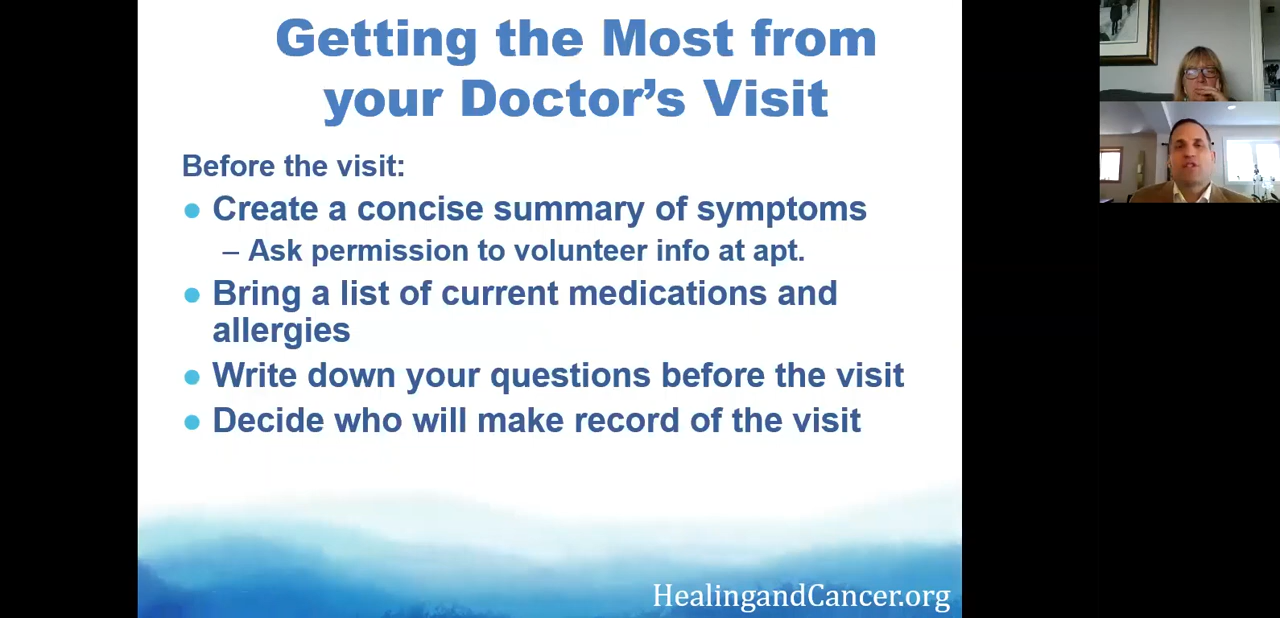 Getting the Most from
your Doctor’s Visit
Before the visit:
● Create a concise summary of symptoms
– Ask permission to volunteer info at apt.
● Bring a list of current medications and
allergies
● Write down your questions before the visit
● Decide who will make record of the visit
HealingandCancer.org